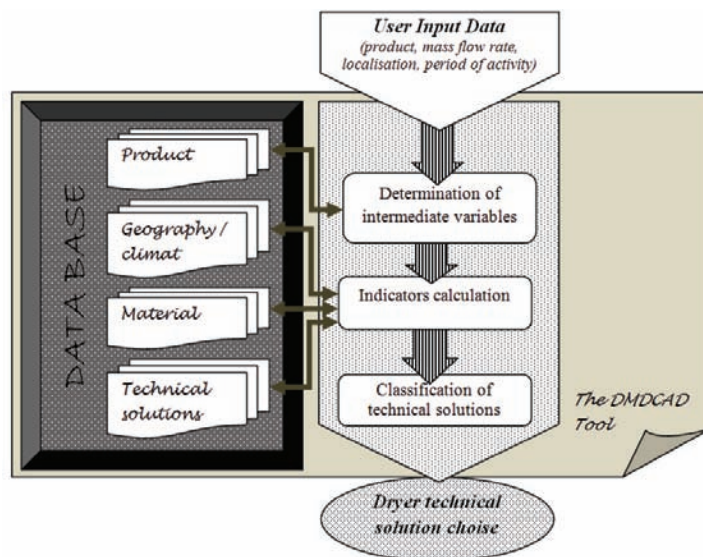 User Input Data
(product, mass flow rate,
localisation, period of activity)
DATA BASE
Product
Geography /
climat
Material
Technical
solutions
Determination of
intermediate variables
Indicators calculation
Classification of
technical solutions
The DMDCAD
Tool
Dryer technical
solution choise